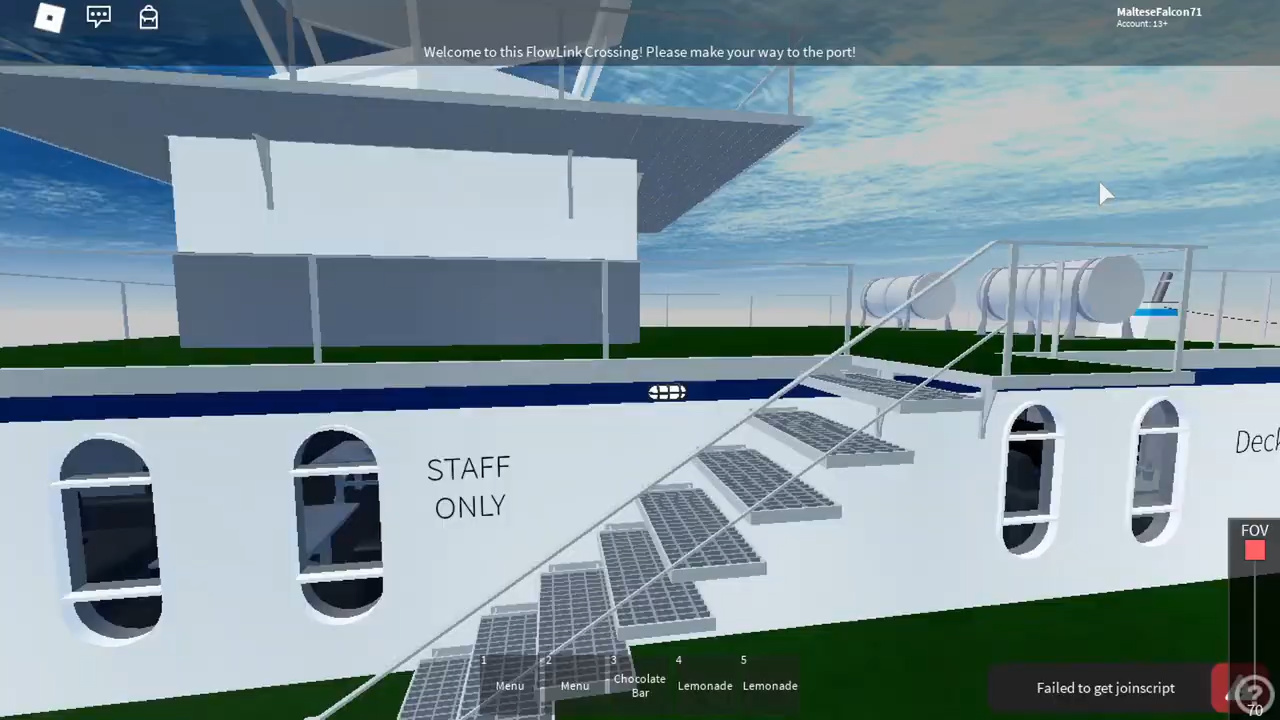 MalteseFalcon71
Account: 13+
Welcome to this FlowLink Crossing! Please make your way to the port!
STAFF
ONLY
Deck
FOV
1
Menu
2
Menu
3
Chocolate
Bar
4
Lemonade
5
Lemonade
Failed to get joinscript
70